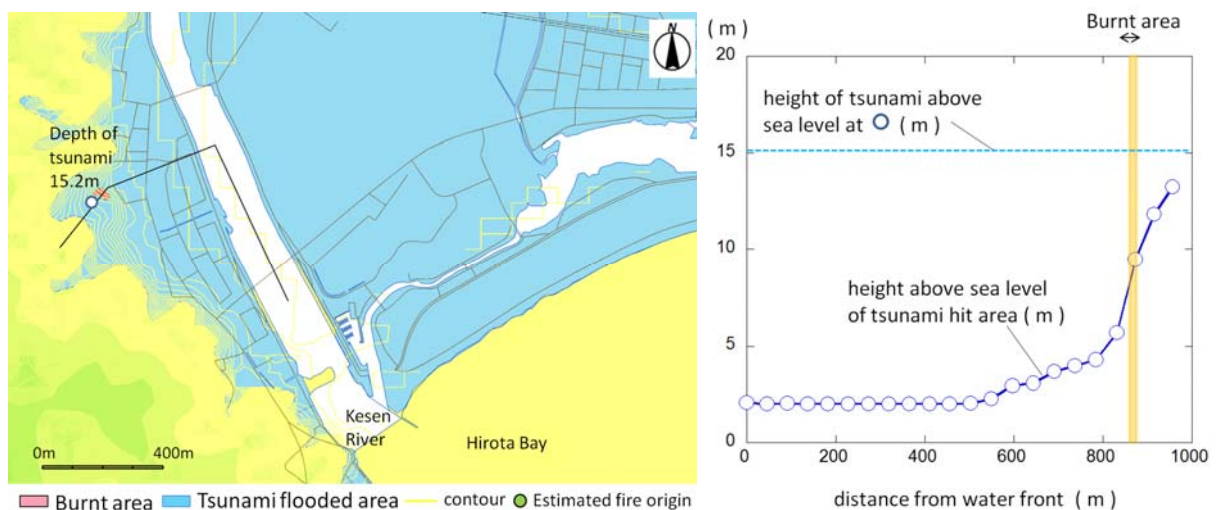 N
Depth of
tsunami
15.2m
Kesen
River
Hirota Bay
0m
400m
Burnt area
Tsunami flooded area
contour
Estimated fire origin
Burnt area
( m )
20
15
10
5
0
height of tsunami above
sea level at ( m )
height above sea level
of tsunami hit area ( m )
0
200
400
600
800
1000
distance from water front ( m )